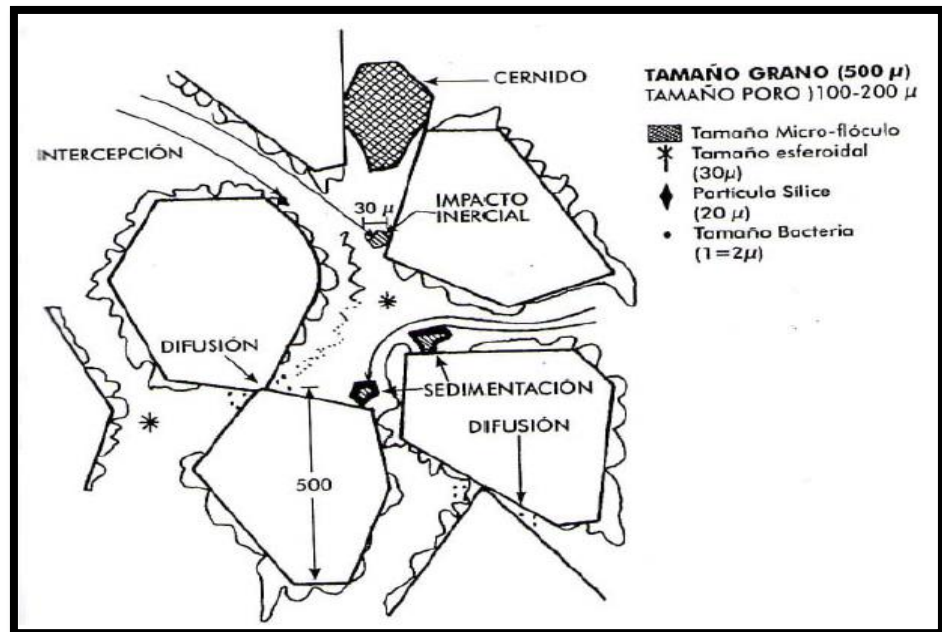 CERNIDO
TAMAÑO GRANO (500 µ)
TAMAÑO PORO )100-200 µ
Tamaño Micro-flóculo
Tamaño esferoidal
(30µ)
Partícula Sílice
(20 µ)
Tamaño Bacteria
(1=2µ)
INTERCEPCIÓN
30 µ
IMPACTO
INERCIAL
DIFUSIÓN
SEDIMENTACIÓN
DIFUSIÓN
500